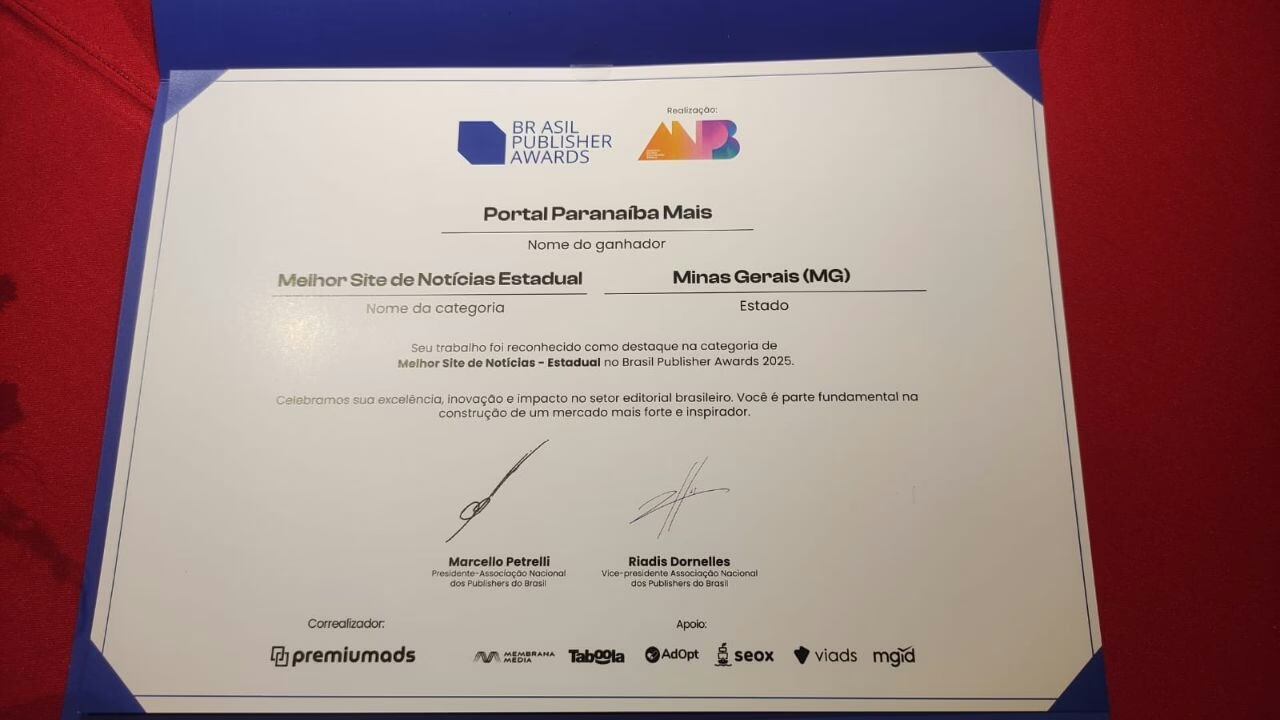 BRASIL
PUBLISHER
AWARDS
Realização:
ANPB
Portal Paranaíba Mais
Nome do ganhador
Melhor Site de Notícias Estadual
Minas Gerais (MG)
Nome da categoria
Estado
Seu trabalho foi reconhecido como destaque na categoria de
Melhor Site de Notícias - Estadual no Brasil Publisher Awards 2025.
Celebramos sua excelência, inovação e impacto no setor editorial brasileiro. Você é parte fundamental na
construção de um mercado mais forte e inspirador.
Marcello Petrelli
Presidente-Associação Nacional
dos Publishers do Brasil
Riadis Dornelles
Vice-presidente Associação Nacional
dos Publishers do Brasil
Correalizador:
Apoio:
premiumads
MEMBRANA
MEDIA
Taboola
AdOpt
seox
viads
mgid